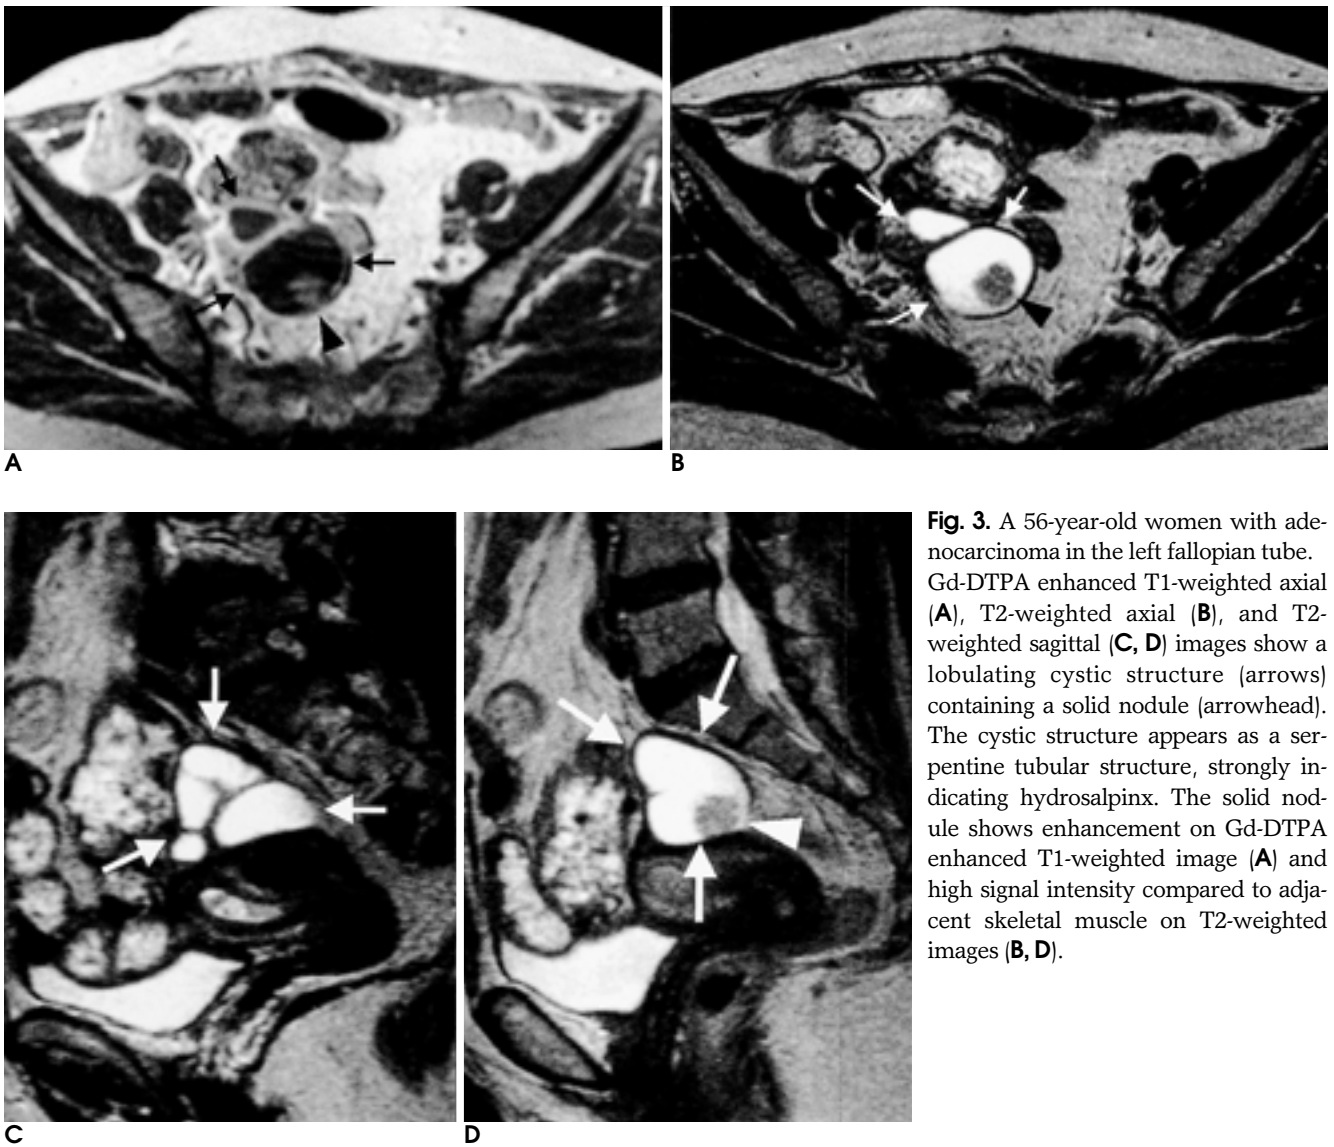 A
B
C
D
Fig. 3. A 56-year-old women with ade-
nocarcinoma in the left fallopian tube.
Gd-DTPA enhanced T1-weighted axial
(A), T2-weighted axial (B), and T2-
weighted sagittal (C, D) images show a
lobulating cystic structure (arrows)
containing a solid nodule (arrowhead).
The cystic structure appears as a ser-
pentine tubular structure, strongly in-
dicating hydrosalpinx. The solid nod-
ule shows enhancement on Gd-DTPA
enhanced T1-weighted image (A) and
high signal intensity compared to adja-
cent skeletal muscle on T2-weighted
images (B, D).